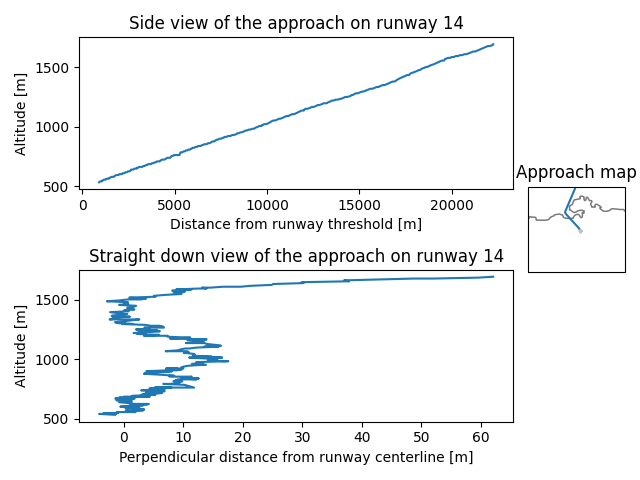 Side view of the approach on runway 14
Altitude [m]
1500
1000
500
0
5000
10000
15000
20000
Distance from runway threshold [m]
Approach map
Straight down view of the approach on runway 14
Altitude [m]
1500
1000
500
0
10
20
30
40
50
60
Perpendicular distance from runway centerline [m]